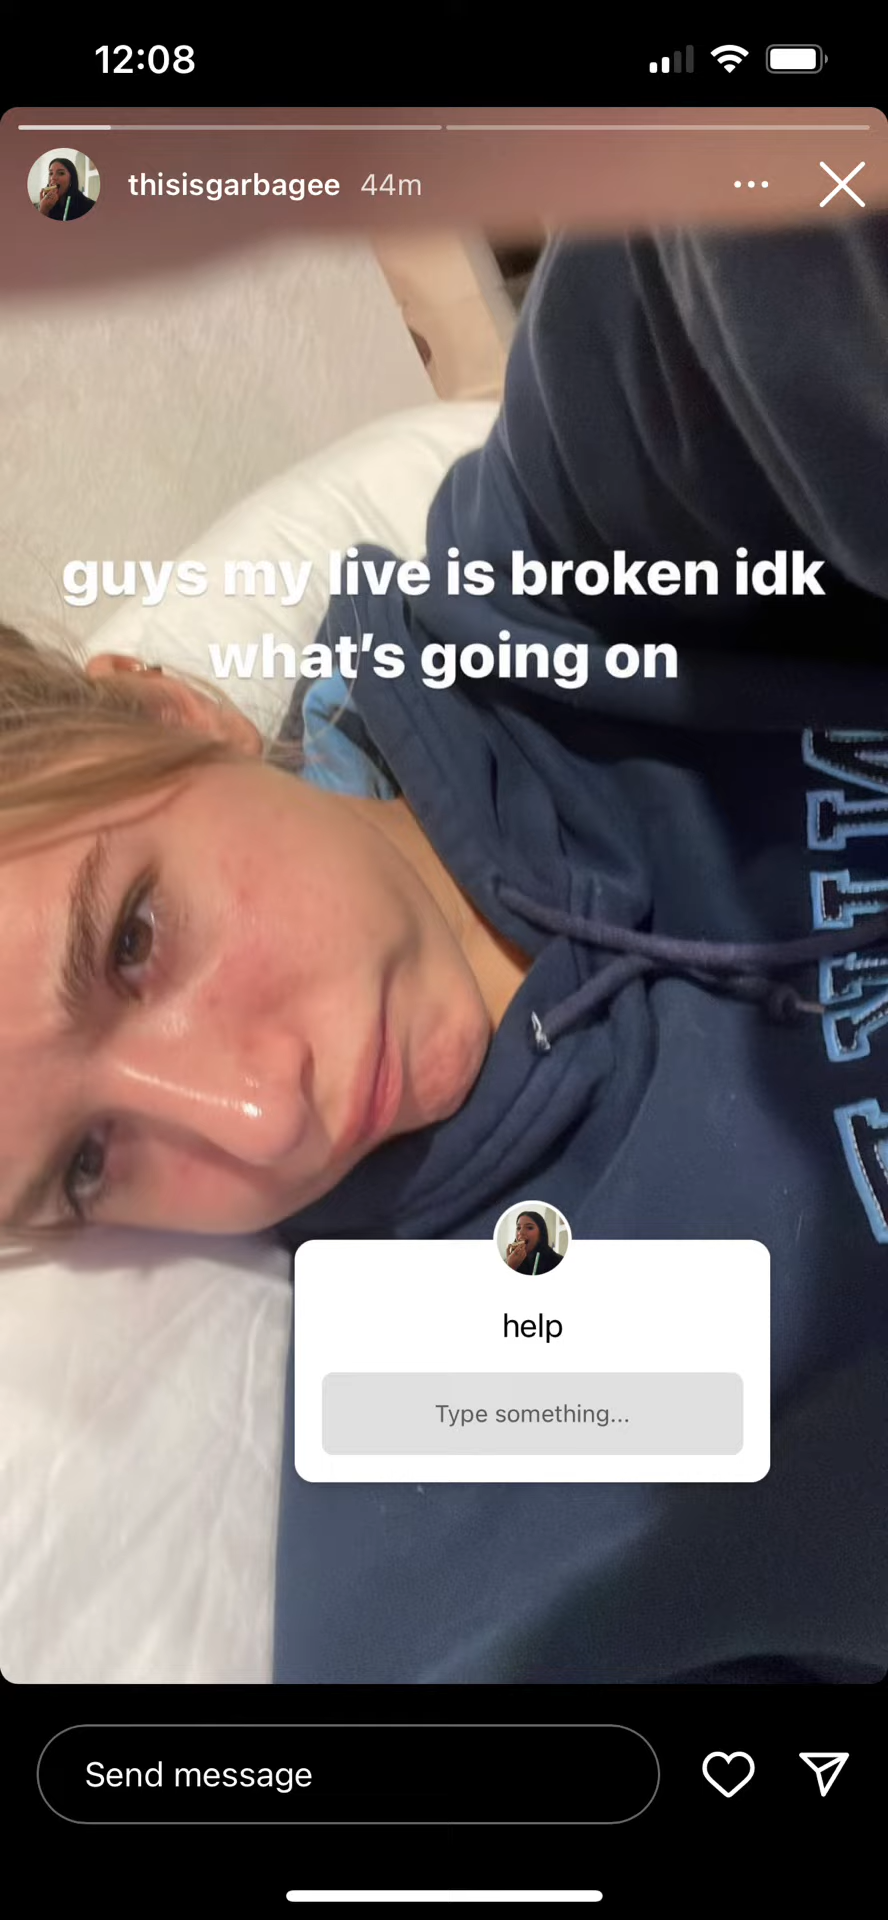 12:08
thisisgarbagee 44m
guys my live is broken idk
what's going on
help
Type something...
Send message